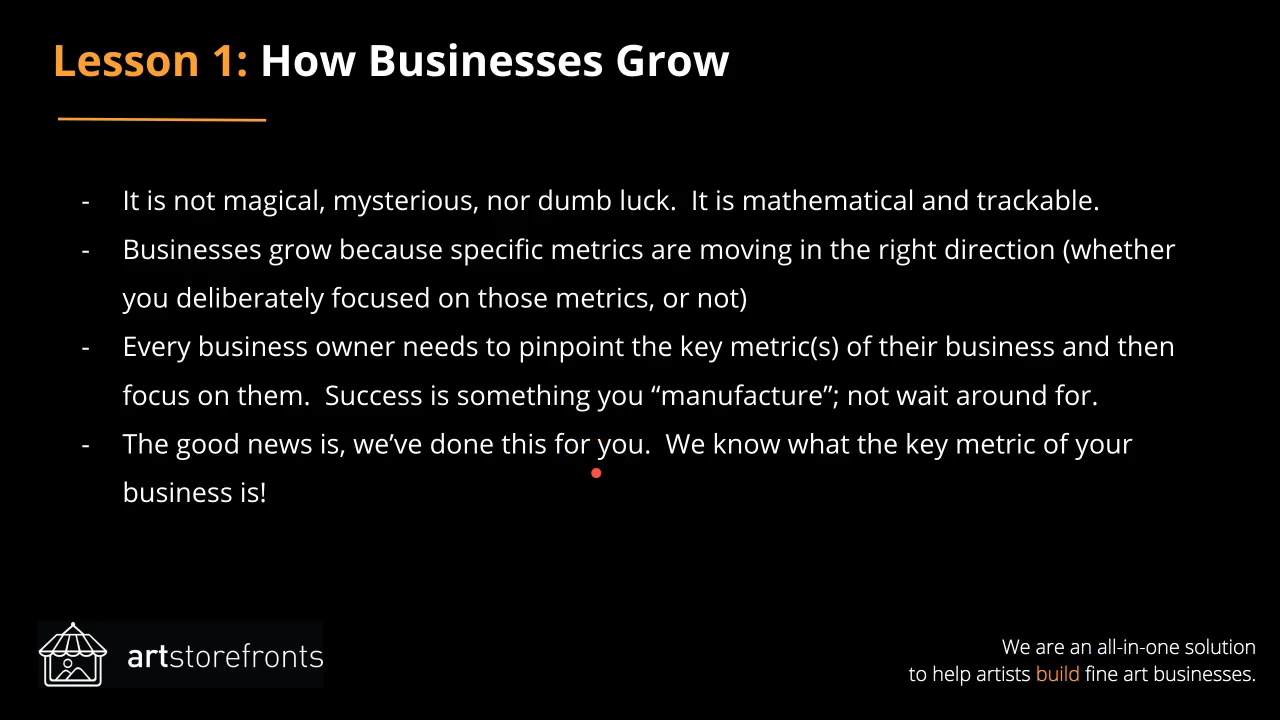 Lesson 1: How Businesses Grow
- It is not magical, mysterious, nor dumb luck.  It is mathematical and trackable.
- Businesses grow because specific metrics are moving in the right direction (whether
you deliberately focused on those metrics, or not)
- Every business owner needs to pinpoint the key metric(s) of their business and then
focus on them.  Success is something you “manufacture”; not wait around for.
- The good news is, we’ve done this for you.  We know what the key metric of your
business is!
artstorefronts
We are an all-in-one solution
to help artists build fine art businesses.